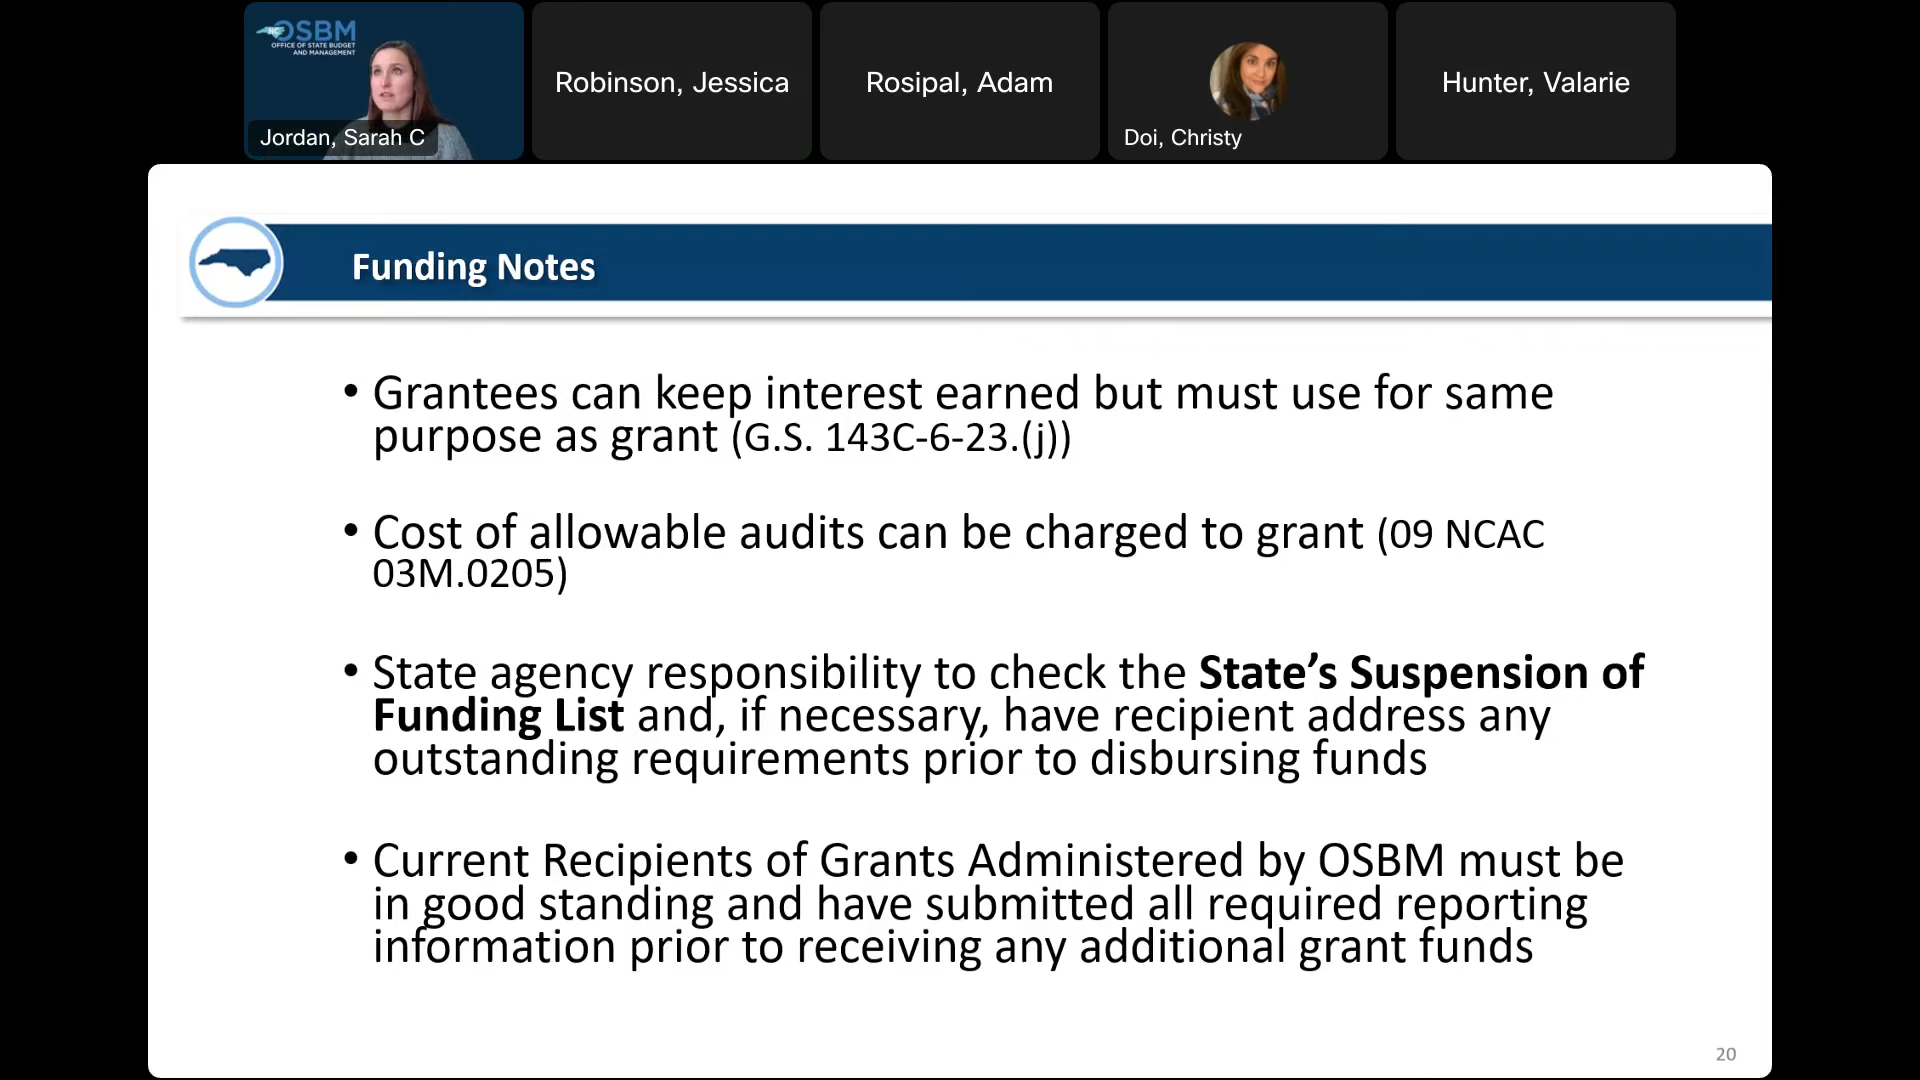 NC OSBM
OFFICE OF STATE BUDGET
AND MANAGEMENT
Jordan, Sarah C
Robinson, Jessica
Rosipal, Adam
Doi, Christy
Hunter, Valarie
Funding Notes
• Grantees can keep interest earned but must use for same
purpose as grant (G.S. 143C-6-23.(j))
• Cost of allowable audits can be charged to grant (09 NCAC
03M.0205)
• State agency responsibility to check the State’s Suspension of
Funding List and, if necessary, have recipient address any
outstanding requirements prior to disbursing funds
• Current Recipients of Grants Administered by OSBM must be
in good standing and have submitted all required reporting
information prior to receiving any additional grant funds
20